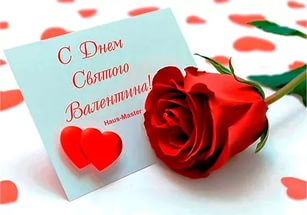 С Днем
Святого
Валентина!
Haus-Master